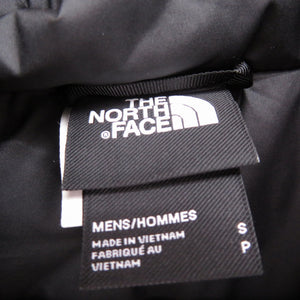 THE
NORTH
® FACE
MENS/HOMMES S
MADE IN VIETNAM P
FABRIQUÉ AU
VIETNAM